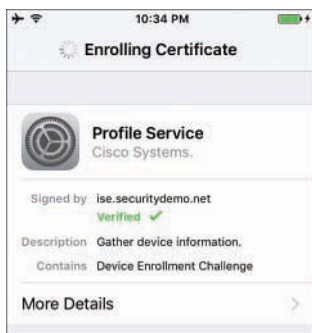 10:34 PM
Enrolling Certificate
Profile Service
Cisco Systems.
Signed by ise.securitydemo.net
Verified ✓
Description Gather device information.
Contains Device Enrollment Challenge
More Details